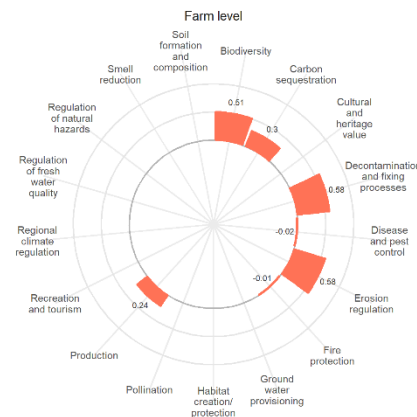 Farm level
Soil
formation
and
composition
Biodiversity
Smell
reduction
Carbon
sequestration
Regulation
of natural
hazards
Cultural
and
heritage
value
0.51
0.3
Regulation
of fresh
water
quality
Decontamination
and fixing
processes
0.58
Regional
climate
regulation
-0.02
Disease
and pest
control
Recreation
and tourism
0.24
-0.01
0.58
Erosion
regulation
Production
Fire
protection
Pollination
Habitat
creation/
protection
Ground
water
provisioning